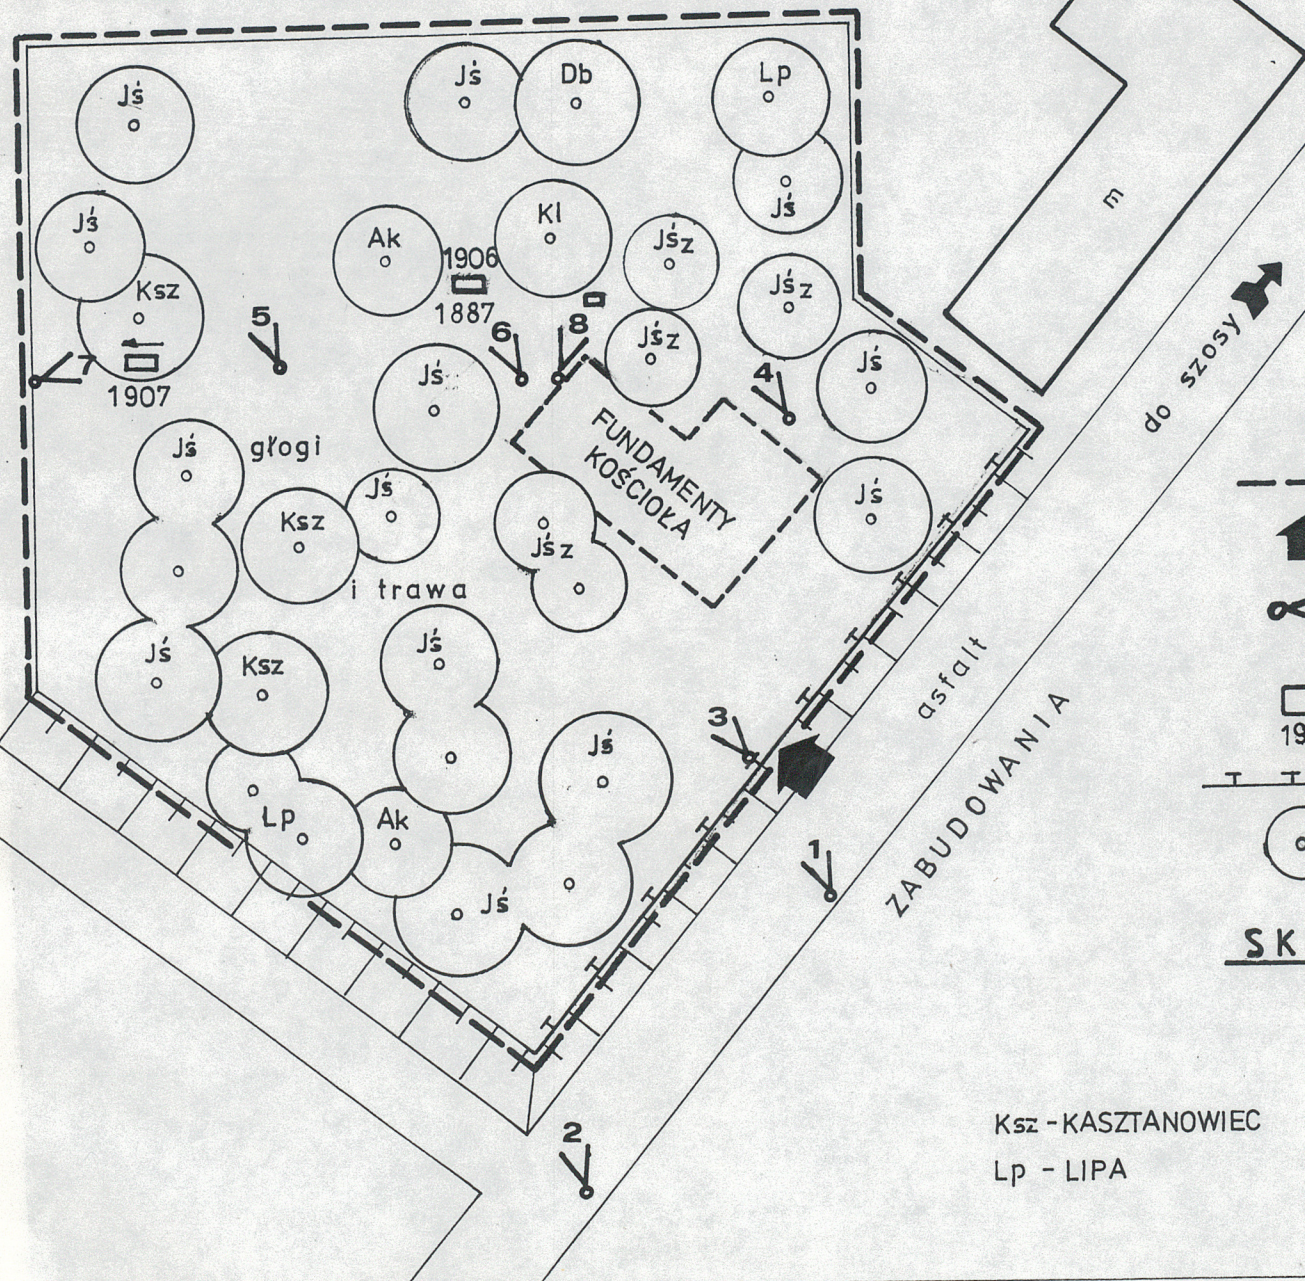 Jś
Jś
Db
Lp
Jś
Jś
Ksz
Ak
1906
1887
Kl
Jśz
Jśz
Jśz
m
5
6
8
7
1907
4
Jś
Jś
do szosy
głogi
Jś
FUNDAMENTY
KOŚCIOŁA
Jś
Ksz
Jś
Jśz
i trawa
Jś
Ksz
Jś
asfalt
3
Jś
19
ZABUDOWANIA
Lp
Ak
1
Jś
SK
2
Ksz - KASZTANOWIEC
Lp - LIPA